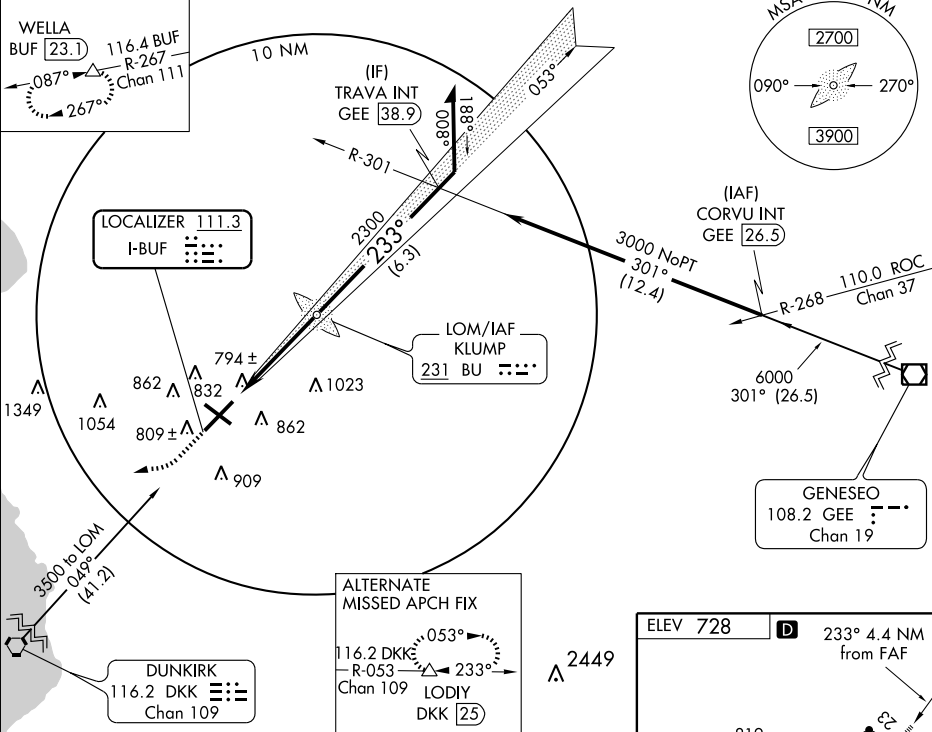 WELLA
BUF 23.1
116.4 BUF
R-267
Chan 111
087°
267°
10 NM
(IF)
TRAVA INT
GEE 38.9
R-301
008°
188°
053°
MSA
NM
2700
090°
270°
3900
LOCALIZER 111.3
I-BUF
2300
233°
(6.3)
3000 NoPT
301°
(12.4)
(IAF)
CORVU INT
GEE 26.5
R-268
110.0 ROC
Chan 37
LOM/IAF
KLUMP
231 BU
6000
301° (26.5)
794 ±
862
832
1023
1349
1054
809 ±
862
909
GENESEO
108.2 GEE
Chan 19
3500 to LOM
049°
(41.2)
DUNKIRK
116.2 DKK
Chan 109
ALTERNATE
MISSED APCH FIX
053°
116.2 DKK
R-053
233°
Chan 109
LODIY
DKK 25
2449
ELEV 728
D
233° 4.4 NM
from FAF
23